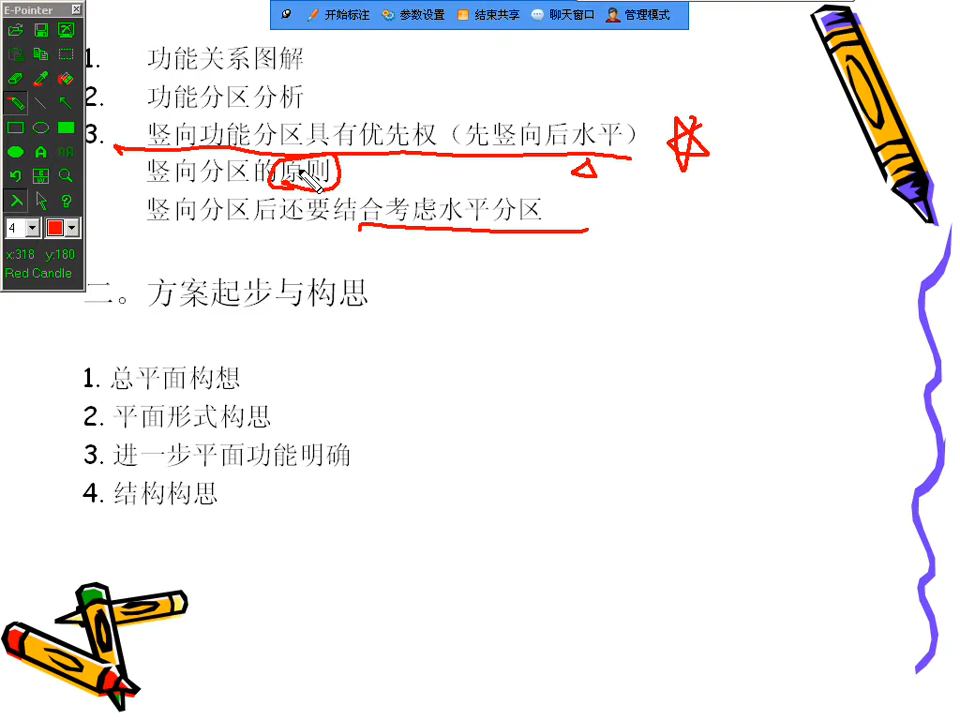 E-Pointer
开始标注 参数设置 结束共享 聊天窗口 管理模式
1. 功能关系图解
2. 功能分区分析
3. 竖向功能分区具有优先权（先竖向后水平）
竖向分区的原则
竖向分区后还要结合考虑水平分区
4
x:318 y:180
Red Candle
二。方案起步与构思
1. 总平面构想
2. 平面形式构思
3. 进一步平面功能明确
4. 结构构思